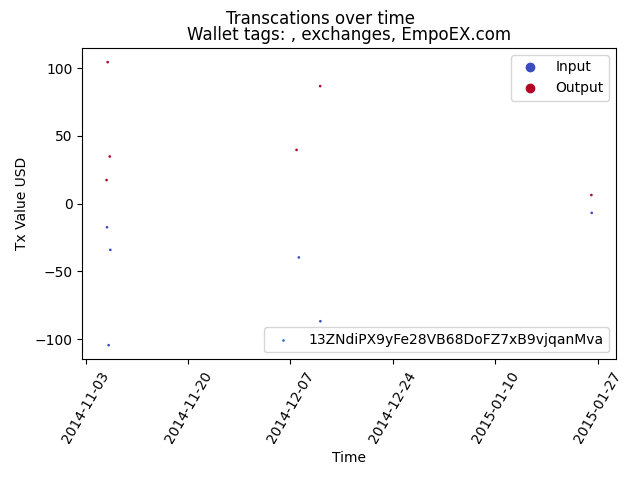 Transcations over time
Wallet tags: , exchanges, EmpoEX.com
Input
Output
100
50
0
−50
−100
Tx Value USD
13ZNdiPX9yFe28VB68DoFZ7xB9vjqanMva
2014-11-03
2014-11-20
2014-12-07
2014-12-24
2015-01-10
2015-01-27
Time